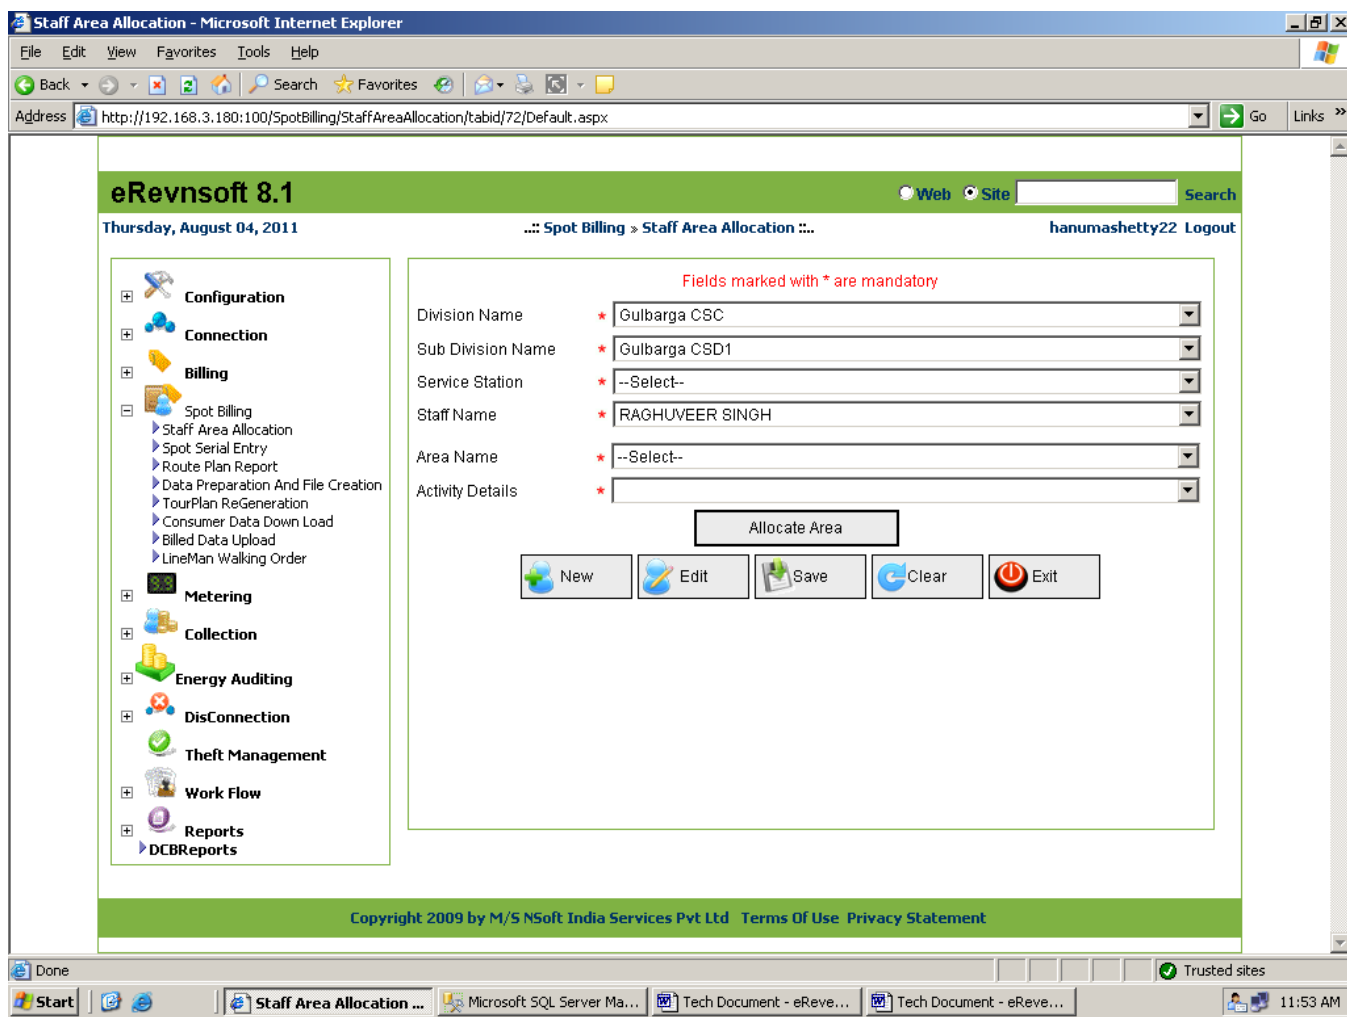 Staff Area Allocation - Microsoft Internet Explorer
File Edit View Favorites Tools Help
Back Search Favorites
Address http://192.168.3.180:100/SpotBilling/StaffAreaAllocation/tabid/72/Default.aspx Go Links »
eRevnsoft 8.1 Web Site Search
Thursday, August 04, 2011 ..:: Spot Billing » Staff Area Allocation ::.. hanumashetty22 Logout
Configuration
Connection
Billing
Spot Billing
Staff Area Allocation
Spot Serial Entry
Route Plan Report
Data Preparation And File Creation
TourPlan ReGeneration
Consumer Data Down Load
Billed Data Upload
LineMan Walking Order
Metering
Collection
Energy Auditing
DisConnection
Theft Management
Work Flow
Reports
DCBReports
Fields marked with * are mandatory
Division Name * Gulbarga CSC
Sub Division Name * Gulbarga CSD1
Service Station * --Select--
Staff Name * RAGHUVEER SINGH
Area Name * --Select--
Activity Details *
Allocate Area
New Edit Save Clear Exit
Copyright 2009 by M/S NSoft India Services Pvt Ltd Terms Of Use Privacy Statement
Done Trusted sites
Start Staff Area Allocation ... Microsoft SQL Server Ma... Tech Document - eReve... Tech Document - eReve... 11:53 AM